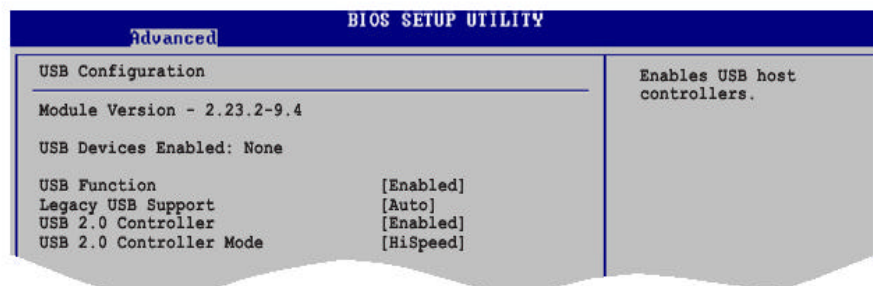 BIOS SETUP UTILITY
Advanced
USB Configuration
Module Version - 2.23.2-9.4
USB Devices Enabled: None
USB Function [Enabled]
Legacy USB Support [Auto]
USB 2.0 Controller [Enabled]
USB 2.0 Controller Mode [HiSpeed]
Enables USB host
controllers.